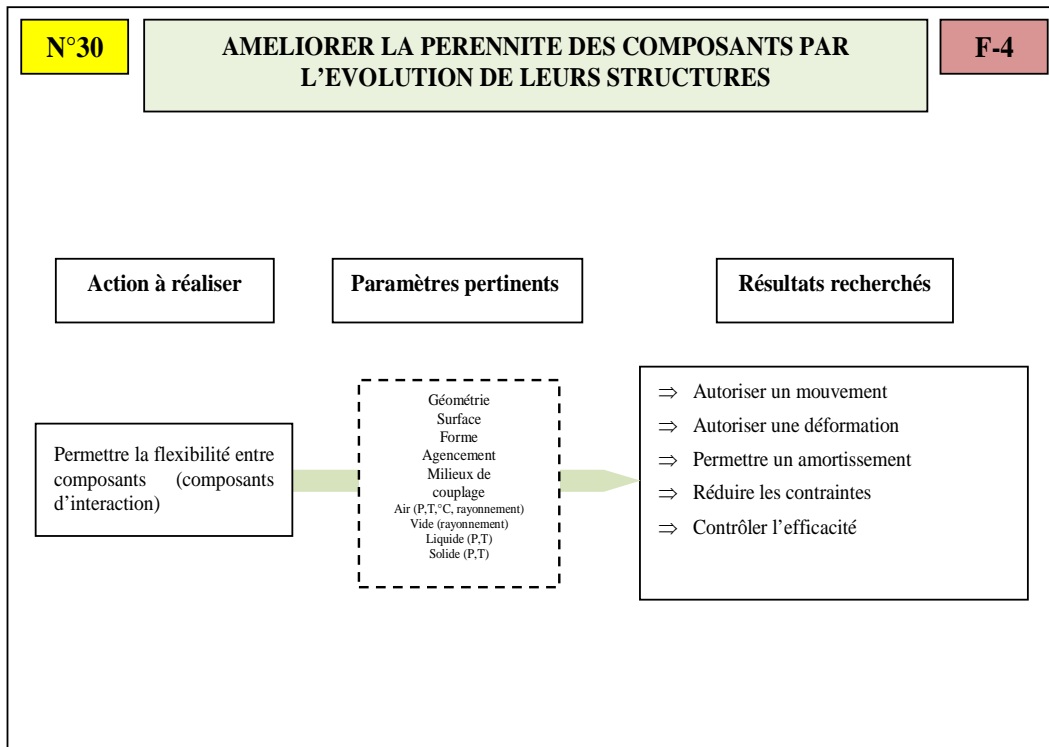 N°30
AMELIORER LA PERENNITE DES COMPOSANTS PAR
L'EVOLUTION DE LEURS STRUCTURES
F-4
Action à réaliser
Paramètres pertinents
Résultats recherchés
Permettre la flexibilité entre
composants (composants
d'interaction)
Géométrie
Surface
Forme
Agencement
Milieux de
couplage
Air (P,T,°C, rayonnement)
Vide (rayonnement)
Liquide (P,T)
Solide (P,T)
⇒ Autoriser un mouvement
⇒ Autoriser une déformation
⇒ Permettre un amortissement
⇒ Réduire les contraintes
⇒ Contrôler l'efficacité